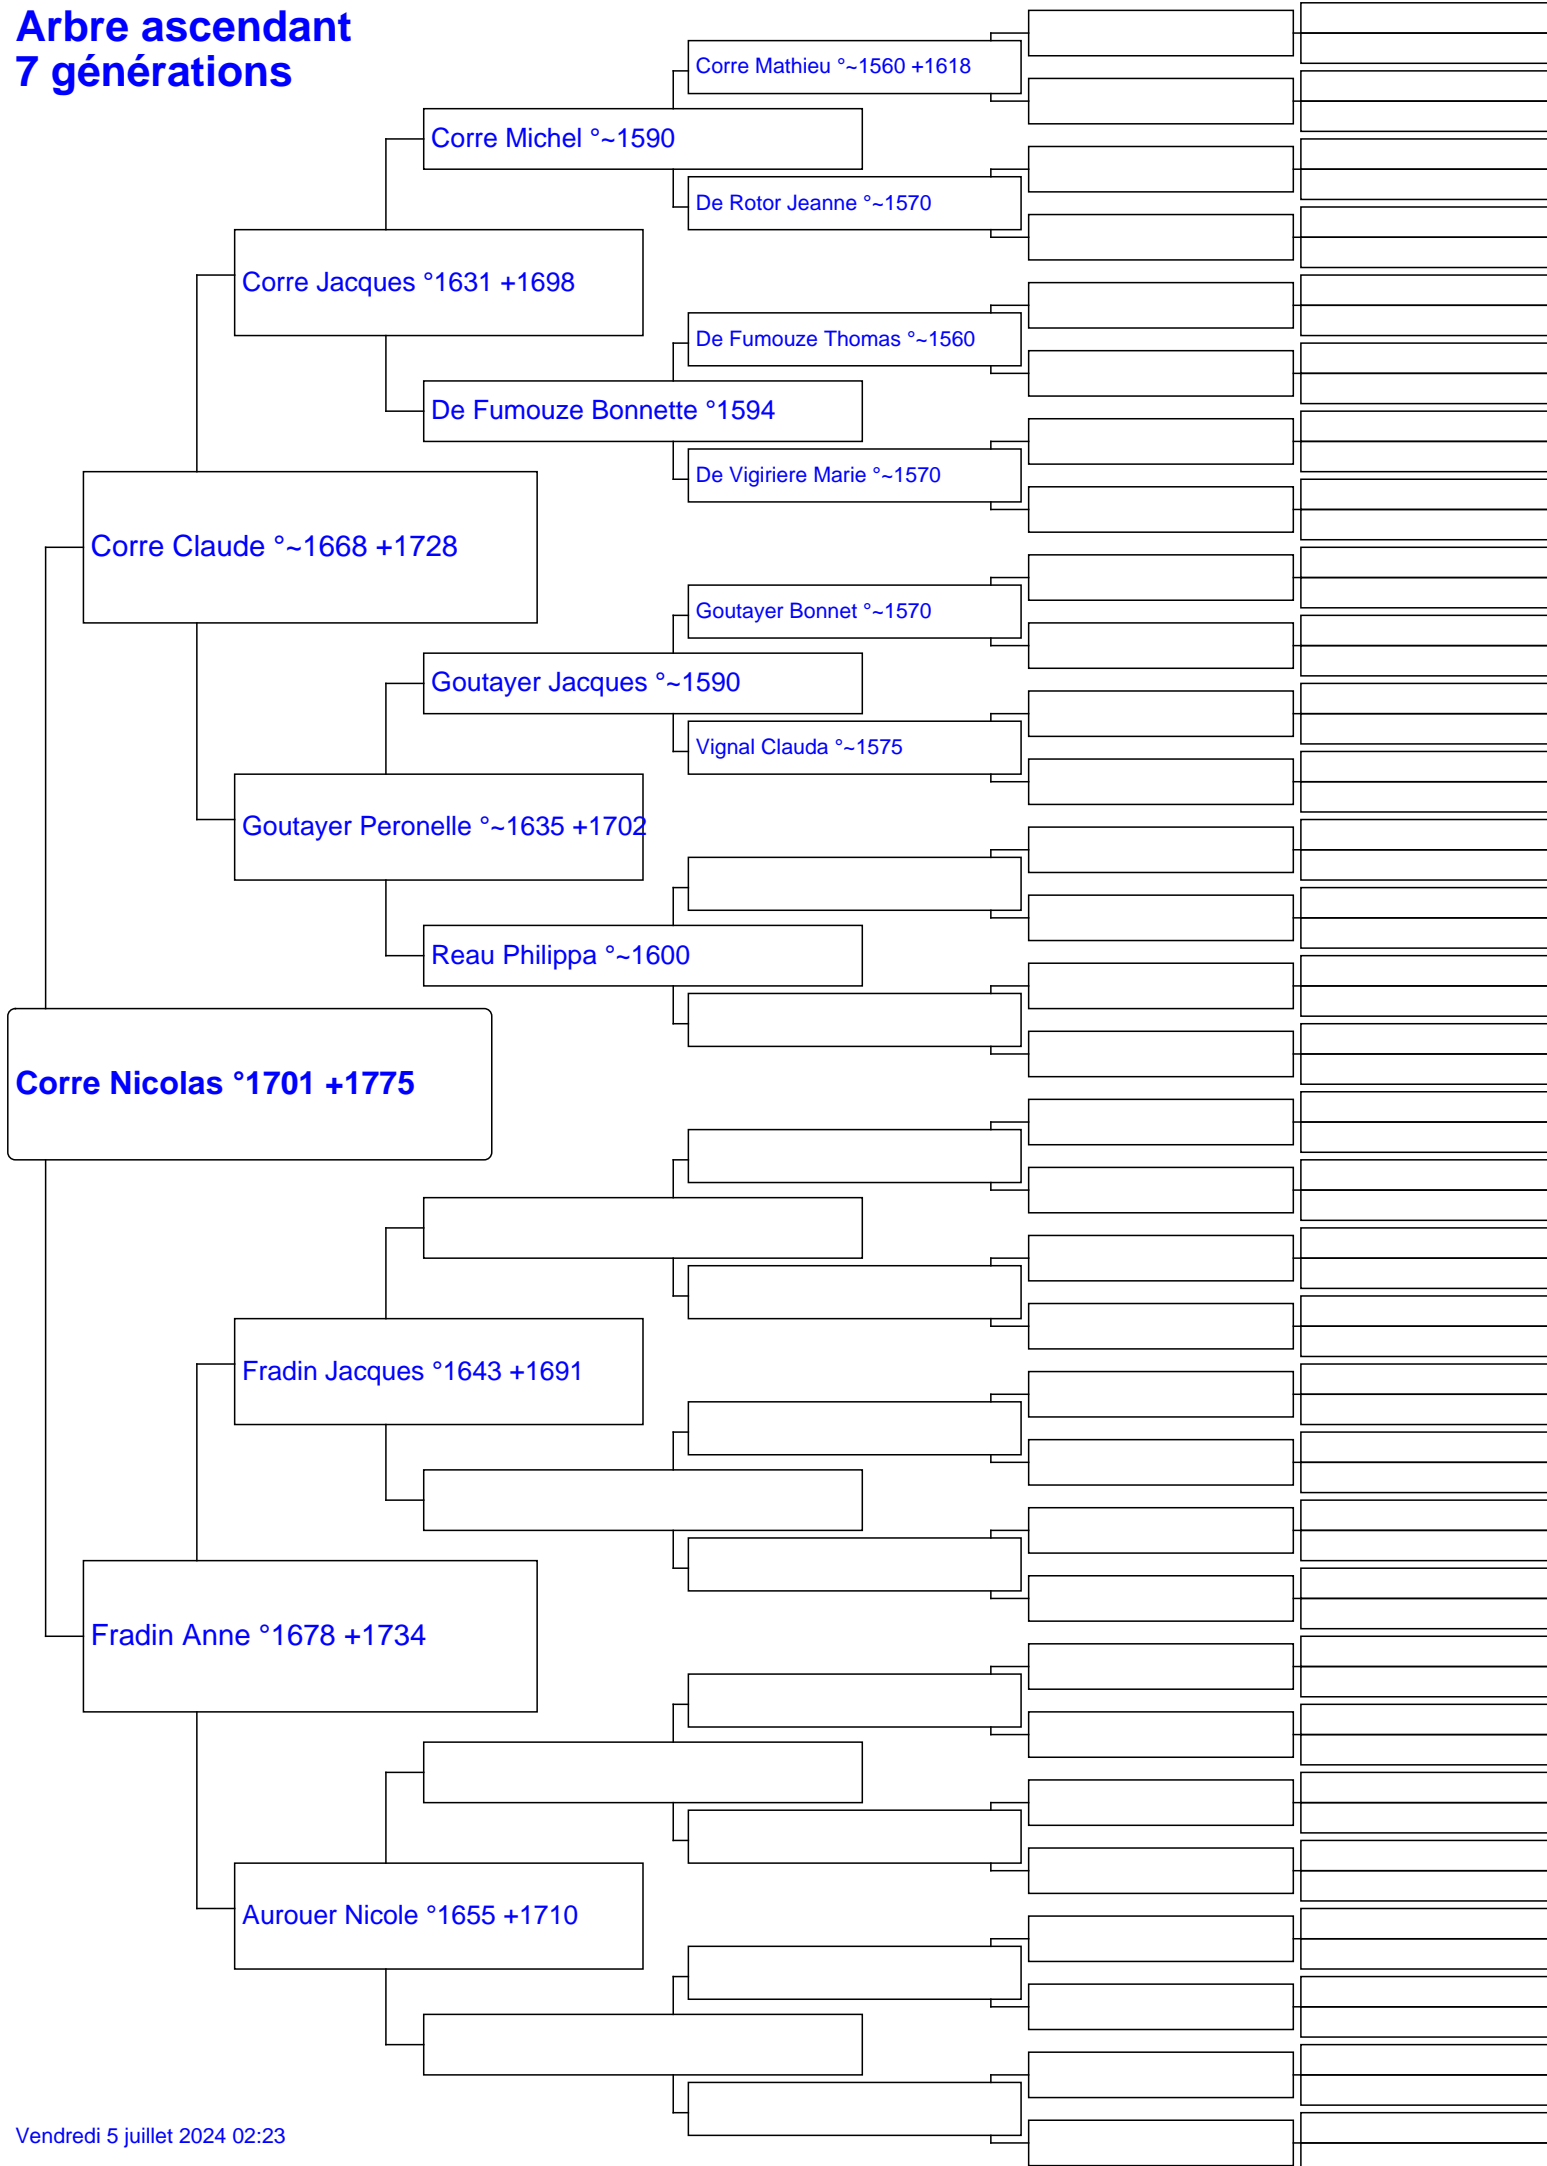 Arbre ascendant
7 générations
Corre Mathieu °~1560 +1618
Corre Michel °~1590
De Rotor Jeanne °~1570
Corre Jacques °1631 +1698
De Fumouze Thomas °~1560
De Fumouze Bonnette °1594
De Vigiriere Marie °~1570
Corre Claude °~1668 +1728
Goutayer Bonnet °~1570
Goutayer Jacques °~1590
Vignal Clauda °~1575
Goutayer Peronelle °~1635 +1702
Reau Philippa °~1600
Corre Nicolas °1701 +1775
Fradin Jacques °1643 +1691
Fradin Anne °1678 +1734
Aurouer Nicole °1655 +1710
Vendredi 5 juillet 2024 02:23